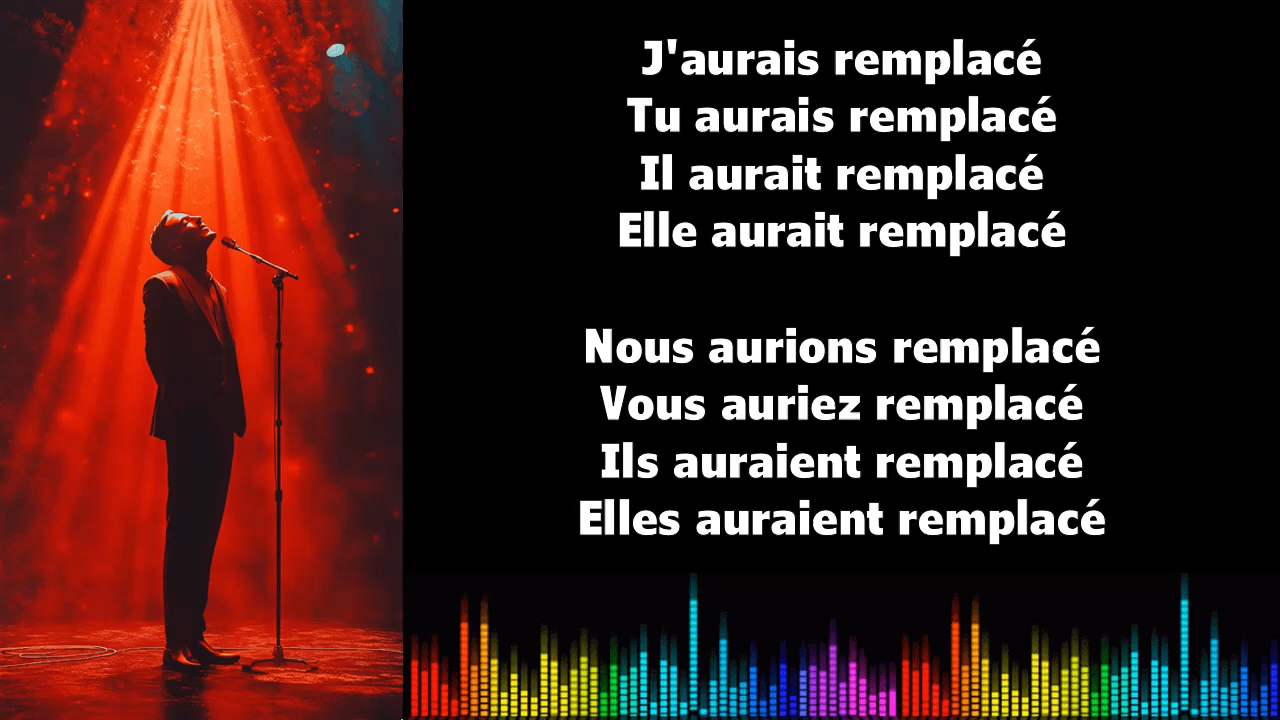 J'aurais remplacé
Tu aurais remplacé
Il aurait remplacé
Elle aurait remplacé
Nous aurions remplacé
Vous auriez remplacé
Ils auraient remplacé
Elles auraient remplacé